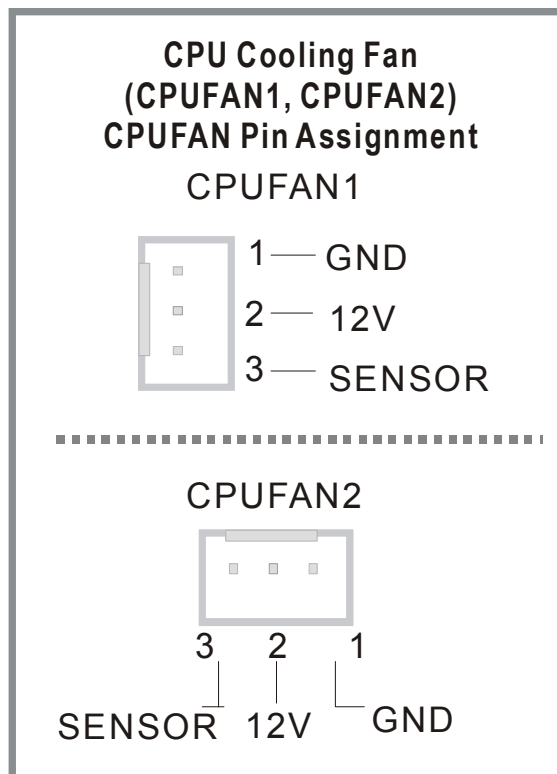 CPU Cooling Fan
(CPUFAN1, CPUFAN2)
CPUFAN Pin Assignment
CPUFAN1
1 GND
2 12V
3 SENSOR
CPUFAN2
3 2 1
SENSOR 12V GND